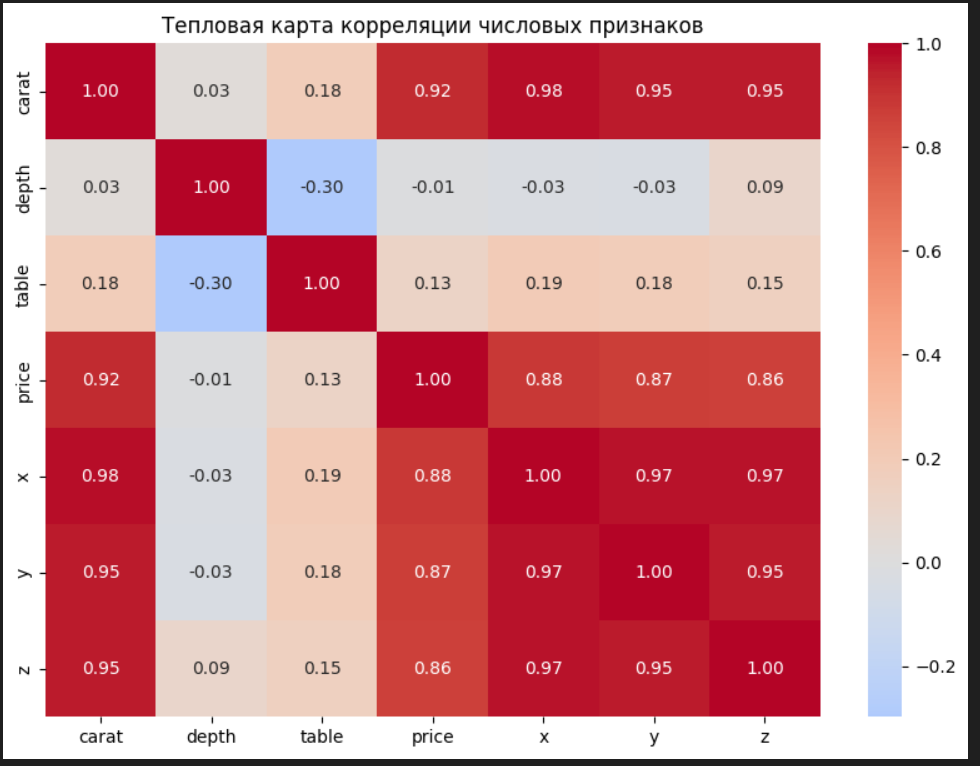 Тепловая карта корреляции числовых признаков
carat 1.00 0.03 0.18 0.92 0.98 0.95 0.95
depth 0.03 1.00 -0.30 -0.01 -0.03 -0.03 0.09
table 0.18 -0.30 1.00 0.13 0.19 0.18 0.15
price 0.92 -0.01 0.13 1.00 0.88 0.87 0.86
x 0.98 -0.03 0.19 0.88 1.00 0.97 0.97
y 0.95 -0.03 0.18 0.87 0.97 1.00 0.95
z 0.95 0.09 0.15 0.86 0.97 0.95 1.00
carat depth table price x y z
1.0
0.8
0.6
0.4
0.2
0.0
−0.2